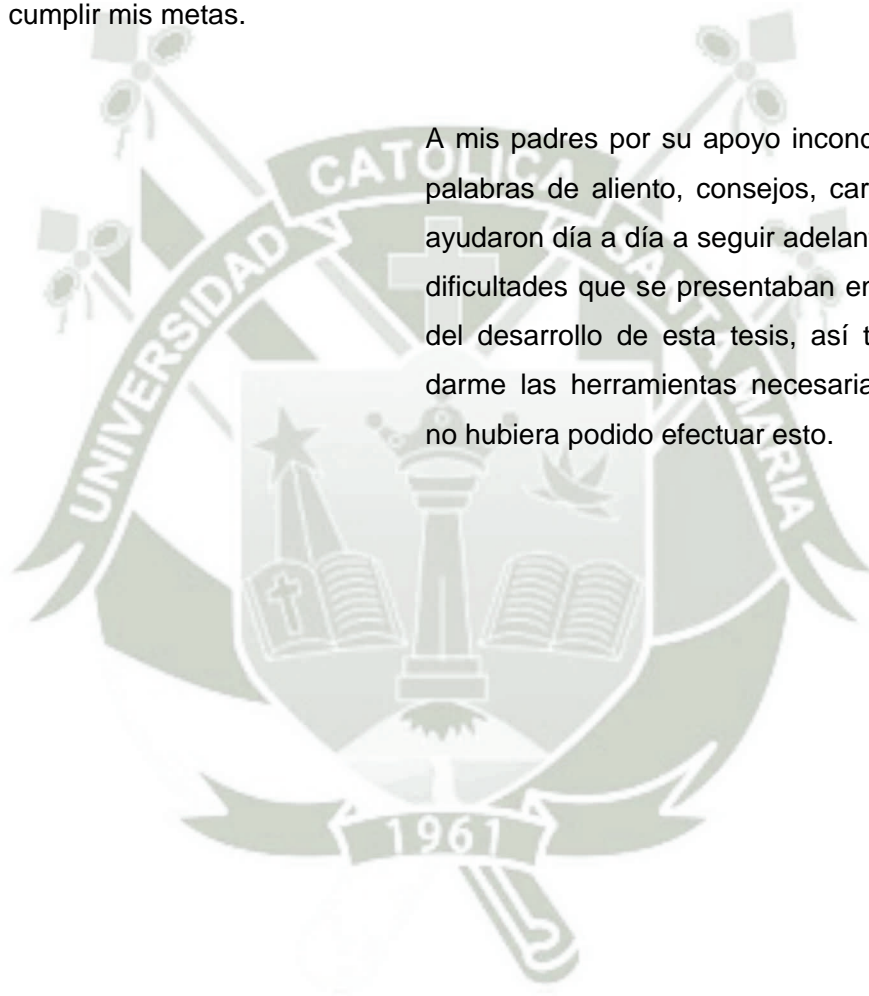 cumplir mis metas.
A mis padres por su apoyo incond
palabras de aliento, consejos, car
ayudaron día a día a seguir adelan
dificultades que se presentaban en
del desarrollo de esta tesis, así t
darme las herramientas necesaria
no hubiera podido efectuar esto.
UNIVERSIDAD CATOLICA SANTA MARIA
1961